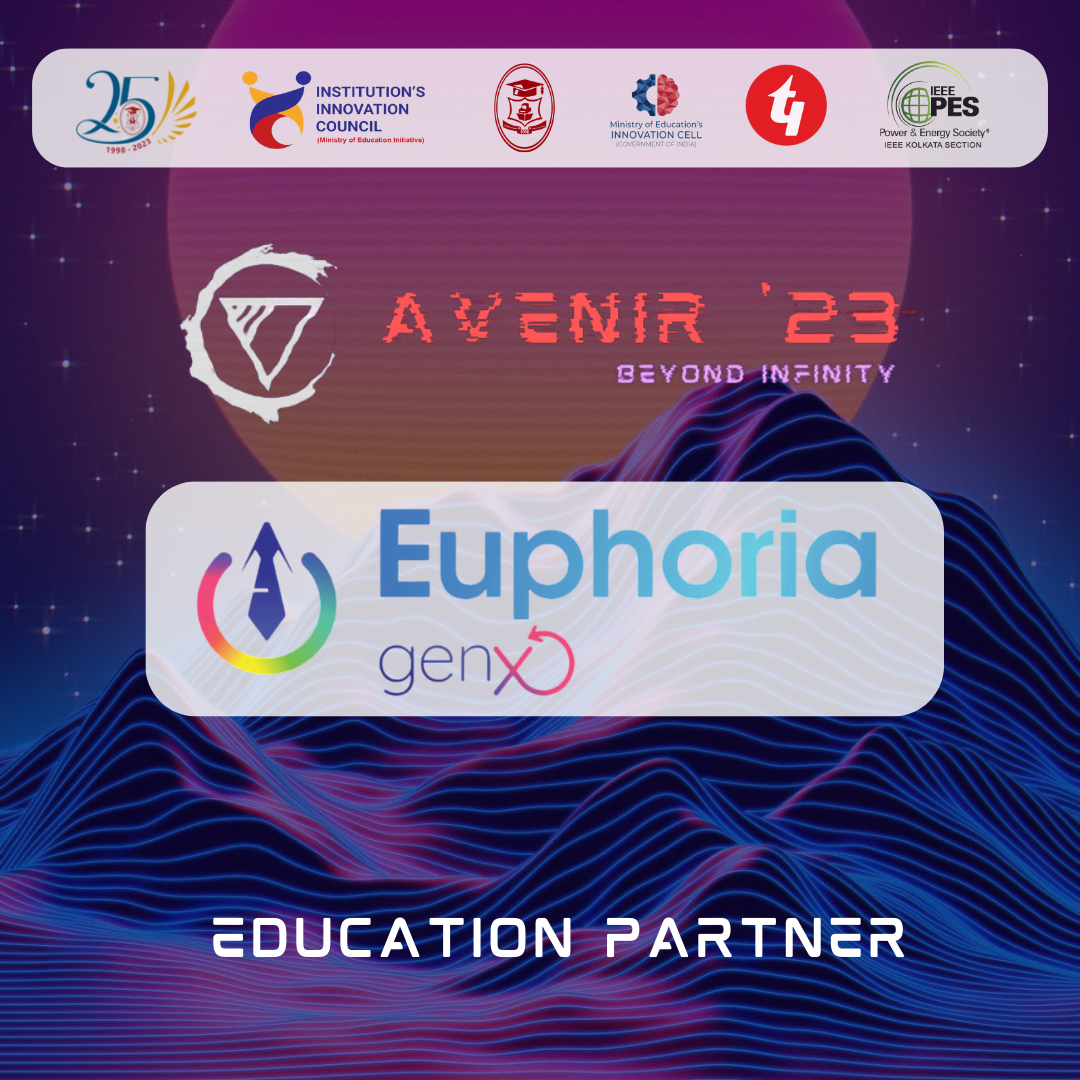 25
1998 - 2023
INSTITUTION'S
INNOVATION
COUNCIL
(Ministry of Education Initiative)
Ministry of Education's
INNOVATION CELL
(GOVERNMENT OF INDIA)
IEEE
PES
Power & Energy Society®
IEEE KOLKATA SECTION
AVENIR '23
BEYOND INFINITY
Euphoria
genx
EDUCATION PARTNER